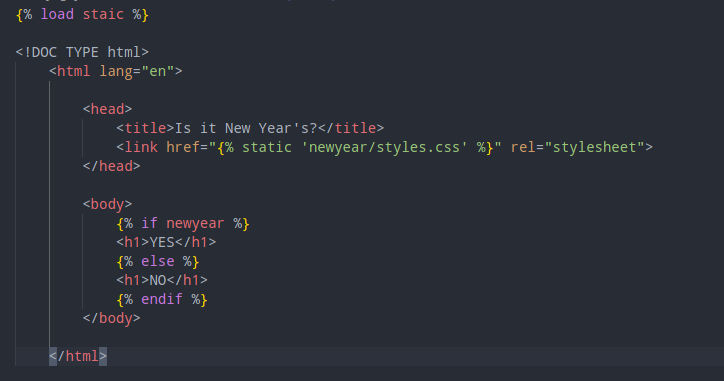 {% load staic %}
<!DOC TYPE html>
<html lang="en">
<head>
<title>Is it New Year's?</title>
<link href="{% static 'newyear/styles.css' %}" rel="stylesheet">
</head>
<body>
{% if newyear %}
<h1>YES</h1>
{% else %}
<h1>NO</h1>
{% endif %}
</body>
</html>